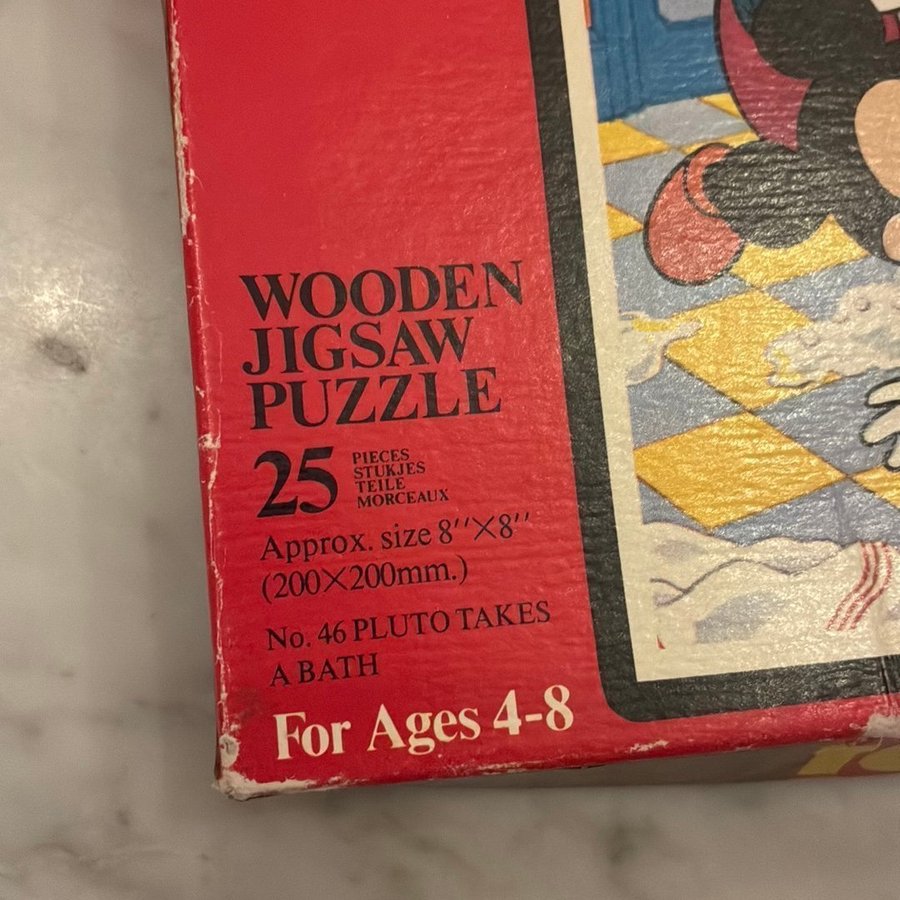 WOODEN
JIGSAW
PUZZLE
25 PIECES
STUKJES
TEILE
MORCEAUX
Approx. size 8''×8''
(200×200mm.)
No. 46 PLUTO TAKES
A BATH
For Ages 4-8